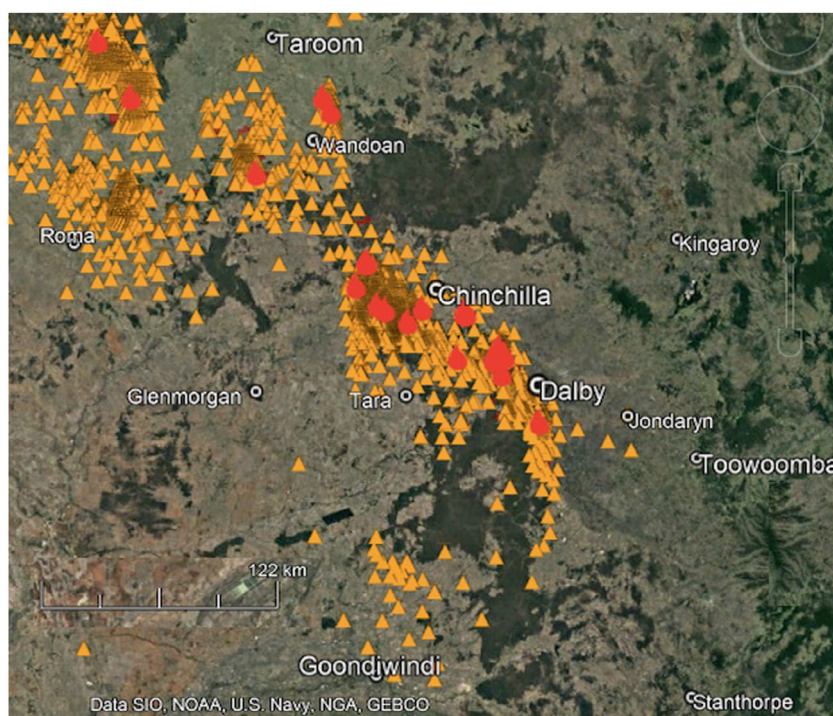 Taroom
Wandoan
Roma
Kingaroy
Chinchilla
Glenmorgan
Tara
Dalby
Jondaryn
Toowoomba
122 km
Goondiwindi
Data SIO, NOAA, U.S. Navy, NGA, GEBCO
Stanthorpe